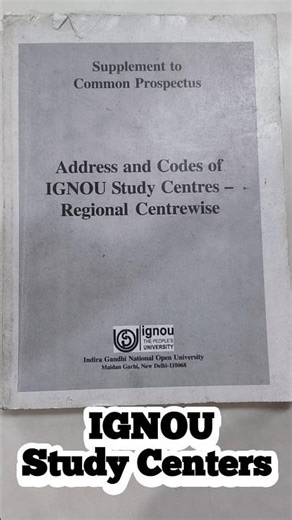 Supplement to
Common Prospectus
Address and Codes of
IGNOU Study Centres –
Regional Centrewise
ignou
THE PEOPLE'S
UNIVERSITY
Indira Gandhi National Open University
Maidan Garhi, New Delhi-110068
IGNOU
Study Centers